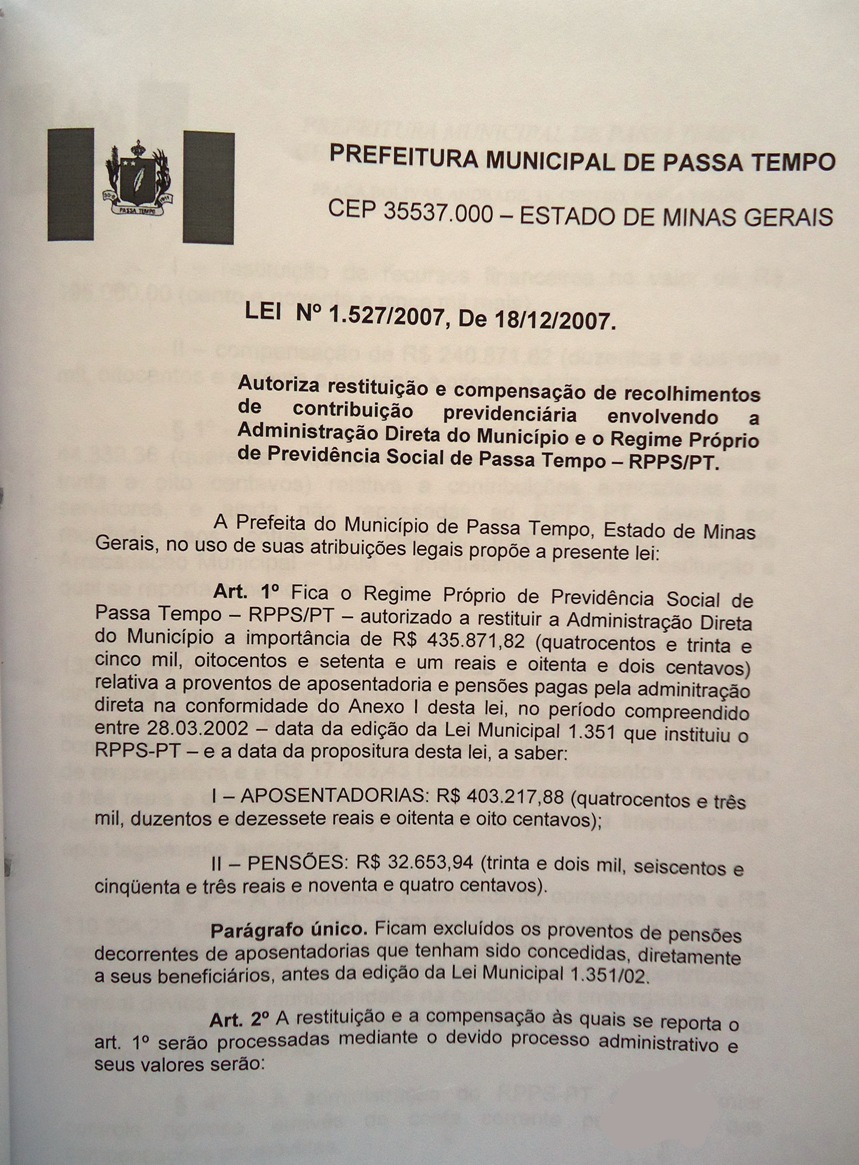 PREFEITURA MUNICIPAL DE PASSA TEMPO
CEP 35537.000 – ESTADO DE MINAS GERAIS
PASSA TEMPO
LEI Nº 1.527/2007, De 18/12/2007.
Autoriza restituição e compensação de recolhimentos
de contribuição previdenciária envolvendo a
Administração Direta do Município e o Regime Próprio
de Previdência Social de Passa Tempo – RPPS/PT.
A Prefeita do Município de Passa Tempo, Estado de Minas
Gerais, no uso de suas atribuições legais propõe a presente lei:
Art. 1º Fica o Regime Próprio de Previdência Social de
Passa Tempo – RPPS/PT – autorizado a restituir a Administração Direta
do Município a importância de R$ 435.871,82 (quatrocentos e trinta e
cinco mil, oitocentos e setenta e um reais e oitenta e dois centavos)
relativa a proventos de aposentadoria e pensões pagas pela adminitração
direta na conformidade do Anexo I desta lei, no período compreendido
entre 28.03.2002 – data da edição da Lei Municipal 1.351 que instituiu o
RPPS-PT – e a data da propositura desta lei, a saber:
I – APOSENTADORIAS: R$ 403.217,88 (quatrocentos e três
mil, duzentos e dezessete reais e oitenta e oito centavos);
II – PENSÕES: R$ 32.653,94 (trinta e dois mil, seiscentos e
cinqüenta e três reais e noventa e quatro centavos).
Parágrafo único. Ficam excluídos os proventos de pensões
decorrentes de aposentadorias que tenham sido concedidas, diretamente
a seus beneficiários, antes da edição da Lei Municipal 1.351/02.
Art. 2º A restituição e a compensação às quais se reporta o
art. 1º serão processadas mediante o devido processo administrativo e
seus valores serão: